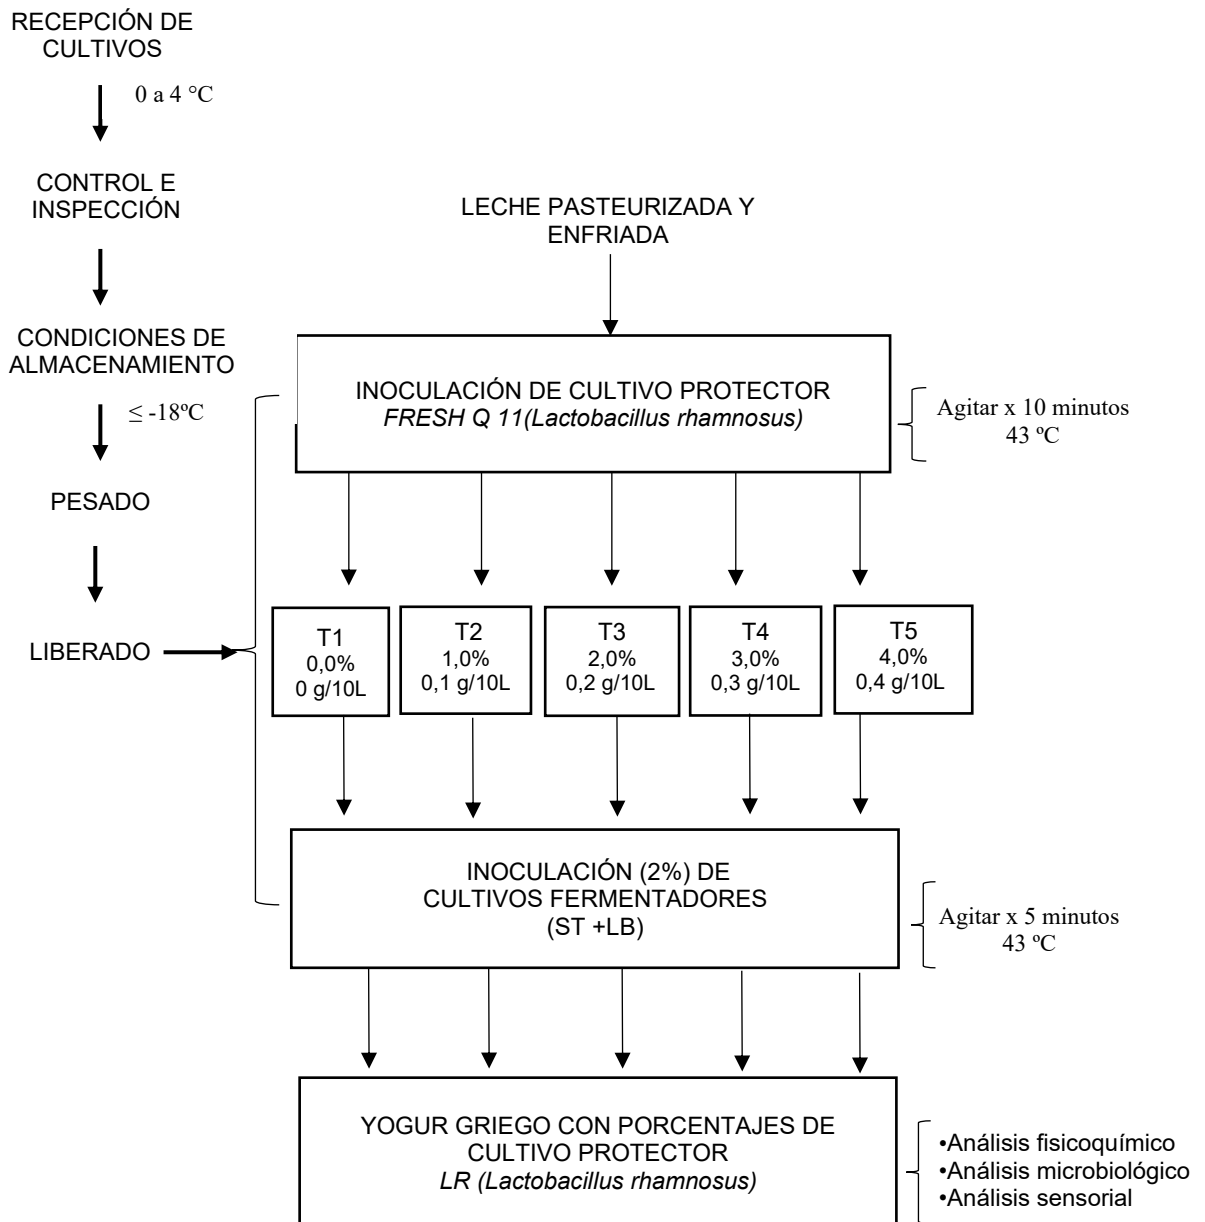 RECEPCIÓN DE
CULTIVOS
0 a 4 °C
CONTROL E
INSPECCIÓN
CONDICIONES DE
ALMACENAMIENTO
≤ -18ºC
PESADO
LIBERADO
LECHE PASTEURIZADA Y
ENFRIADA
INOCULACIÓN DE CULTIVO PROTECTOR
FRESH Q 11(Lactobacillus rhamnosus)
Agitar x 10 minutos
43 ºC
T1
0,0%
0 g/10L
T2
1,0%
0,1 g/10L
T3
2,0%
0,2 g/10L
T4
3,0%
0,3 g/10L
T5
4,0%
0,4 g/10L
INOCULACIÓN (2%) DE
CULTIVOS FERMENTADORES
(ST +LB)
Agitar x 5 minutos
43 ºC
YOGUR GRIEGO CON PORCENTAJES DE
CULTIVO PROTECTOR
LR (Lactobacillus rhamnosus)
•Análisis fisicoquímico
•Análisis microbiológico
•Análisis sensorial